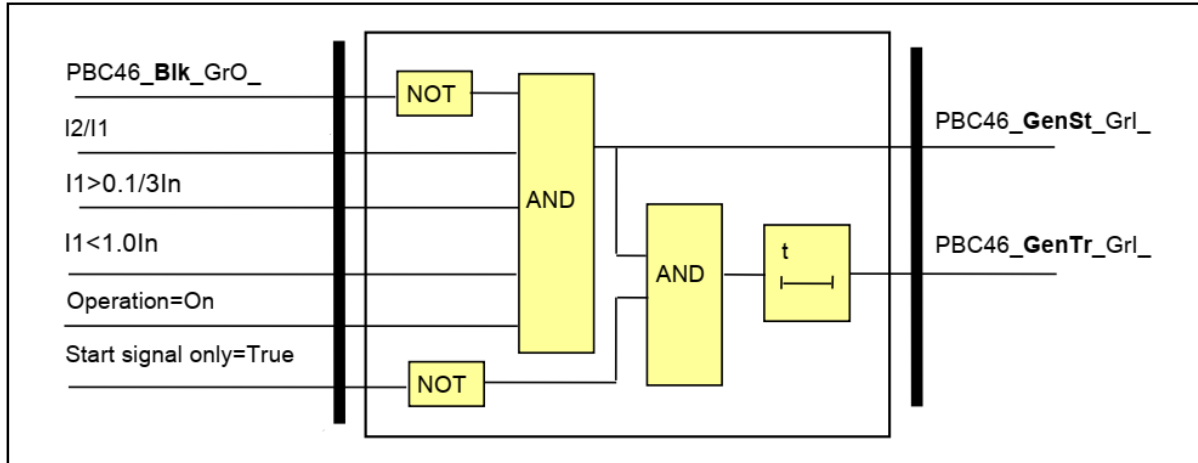 PBC46_Blk_GrO_
NOT
I2/I1
I1>0.1/3In
AND
I1<1.0In
Operation=On
Start signal only=True
NOT
AND
t
PBC46_GenSt_GrI_
PBC46_GenTr_GrI_